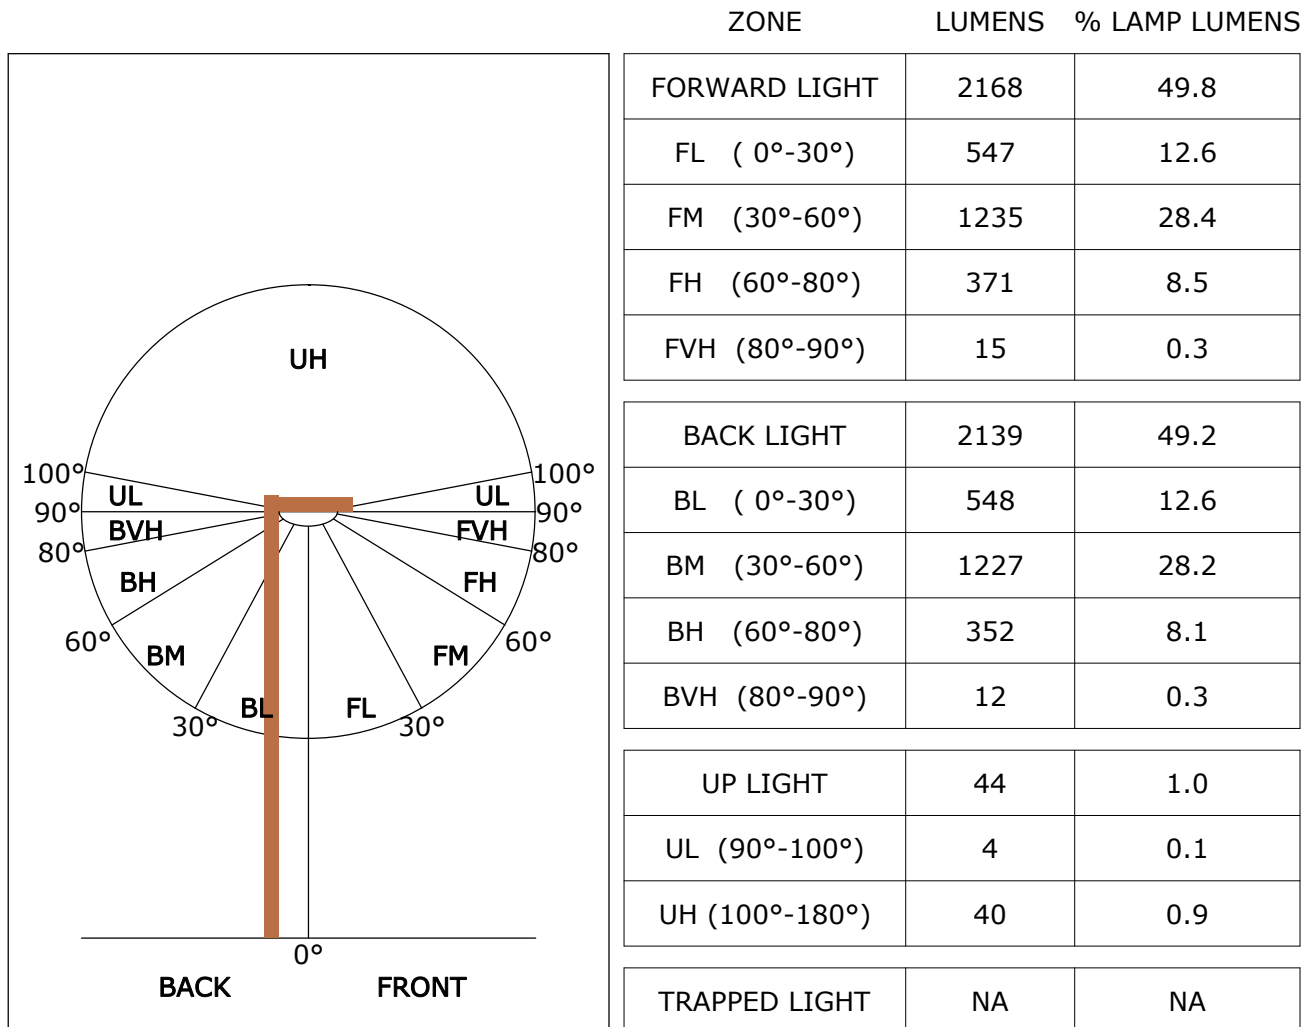 ZONE LUMENS % LAMP LUMENS
FORWARD LIGHT 2168 49.8
FL ( 0°-30°) 547 12.6
FM (30°-60°) 1235 28.4
FH (60°-80°) 371 8.5
FVH (80°-90°) 15 0.3
BACK LIGHT 2139 49.2
BL ( 0°-30°) 548 12.6
BM (30°-60°) 1227 28.2
BH (60°-80°) 352 8.1
BVH (80°-90°) 12 0.3
UP LIGHT 44 1.0
UL (90°-100°) 4 0.1
UH (100°-180°) 40 0.9
TRAPPED LIGHT NA NA
UH
100° 100°
UL UL
90° 90°
BVH FVH
80° 80°
BH FH
60° 60°
BM FM
BL FL
30° 30°
0°
BACK FRONT